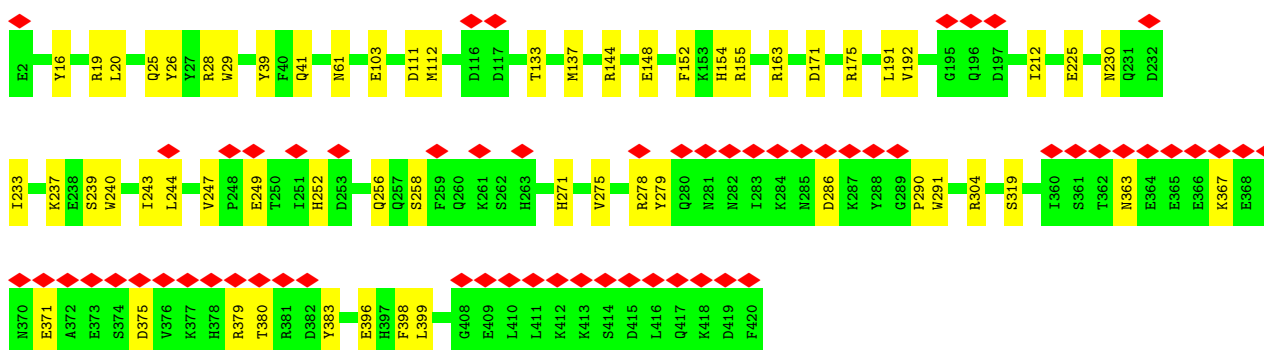 E2 Y16 R19 L20 Q25 Y26 Y27 R28 W29 Y39 F40 Q41 N61 E103 D111 M112 D116 D117 T133 M137 R144 E148 F152 K153 H154 R155 R163 D171 R175 L191 V192 G195 Q196 D197 I212 E225 N230 Q231 D232
I233 K237 E238 S239 W240 I243 L244 V247 P248 E249 T250 I251 H252 D253 Q256 Q257 S258 F259 Q260 K261 S262 H263 H271 V275 R278 Y279 Q280 N281 N282 I283 K284 N285 D286 K287 Y288 G289 P290 W291 R304 S319 I360 S361 T362 N363 E364 E365 E366 K367 E368
N370 E371 A372 E373 S374 D375 V376 K377 H378 R379 T380 R381 D382 Y383 E396 H397 F398 L399 G408 E409 L410 L411 K412 K413 S414 D415 L416 Q417 K418 D419 F420